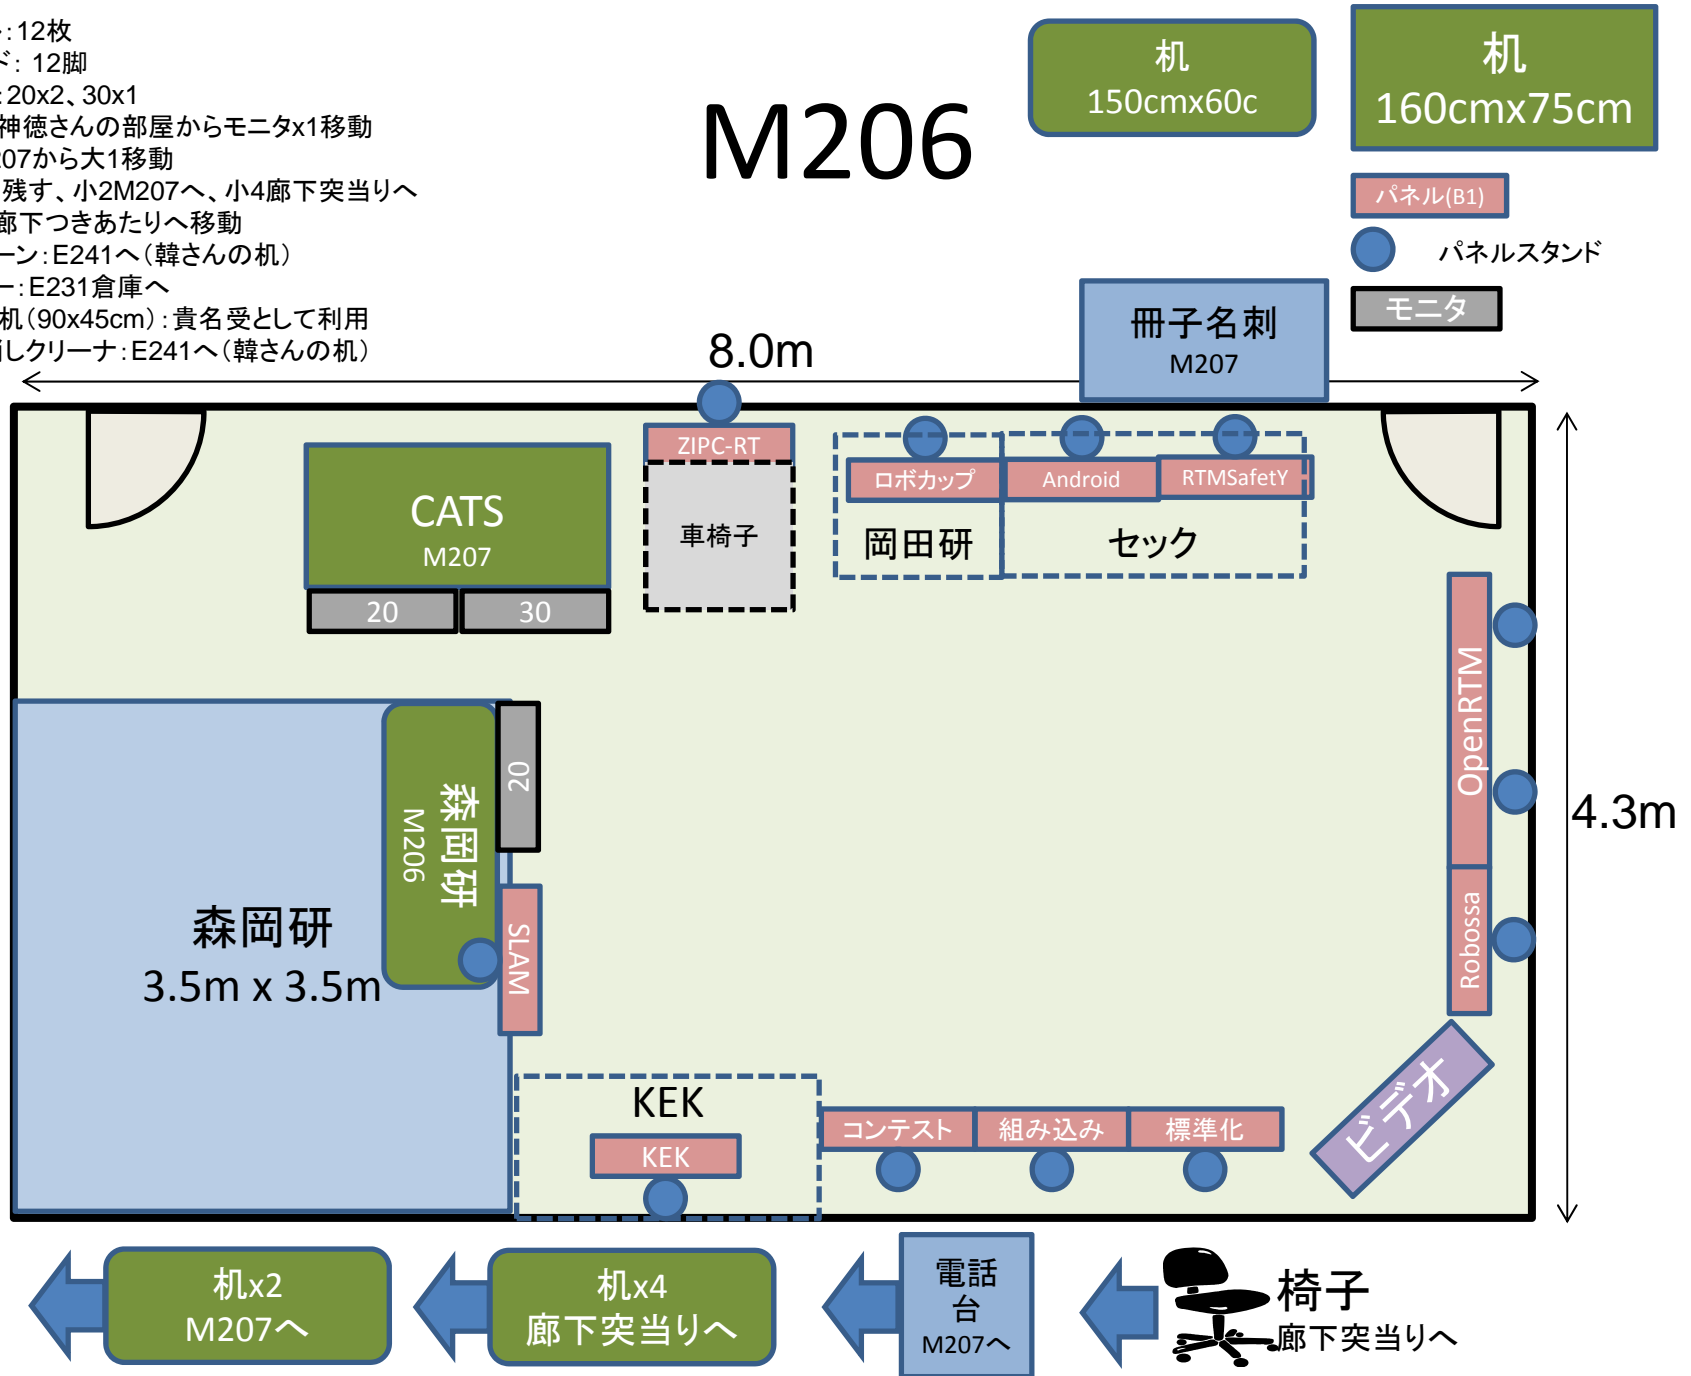 :12枚
ド: 12脚
:20x2、30x1
神徳さんの部屋からモニタx1移動
207から大1移動
残す、小2M207へ、小4廊下突当りへ
廊下つきあたりへ移動
ーン:E241へ(韓さんの机)
ー:E231倉庫へ
机(90x45cm):貴名受として利用
しクリーナ:E241へ(韓さんの机)
M206
机
150cmx60c
机
160cmx75cm
パネル(B1)
パネルスタンド
モニタ
冊子名刺
M207
8.0m
4.3m
CATS
M207
20
30
ZIPC-RT
車椅子
ロボカップ
Android
RTMSafetY
岡田研
セック
OpenRTM
Robossa
ビデオ
森岡研
M206
20
SLAM
森岡研
3.5m x 3.5m
KEK
KEK
コンテスト
組み込み
標準化
机x2
M207へ
机x4
廊下突当りへ
電話
台
M207へ
椅子
廊下突当りへ